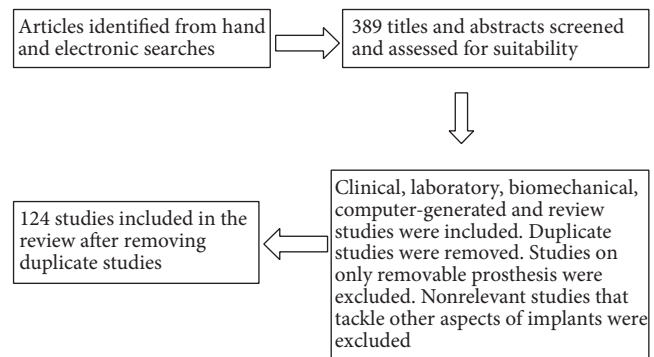 Articles identified from hand
and electronic searches
389 titles and abstracts screened
and assessed for suitability
Clinical, laboratory, biomechanical,
computer-generated and review
studies were included. Duplicate
studies were removed. Studies on
only removable prosthesis were
excluded. Nonrelevant studies that
tackle other aspects of implants were
excluded
124 studies included in the
review after removing
duplicate studies